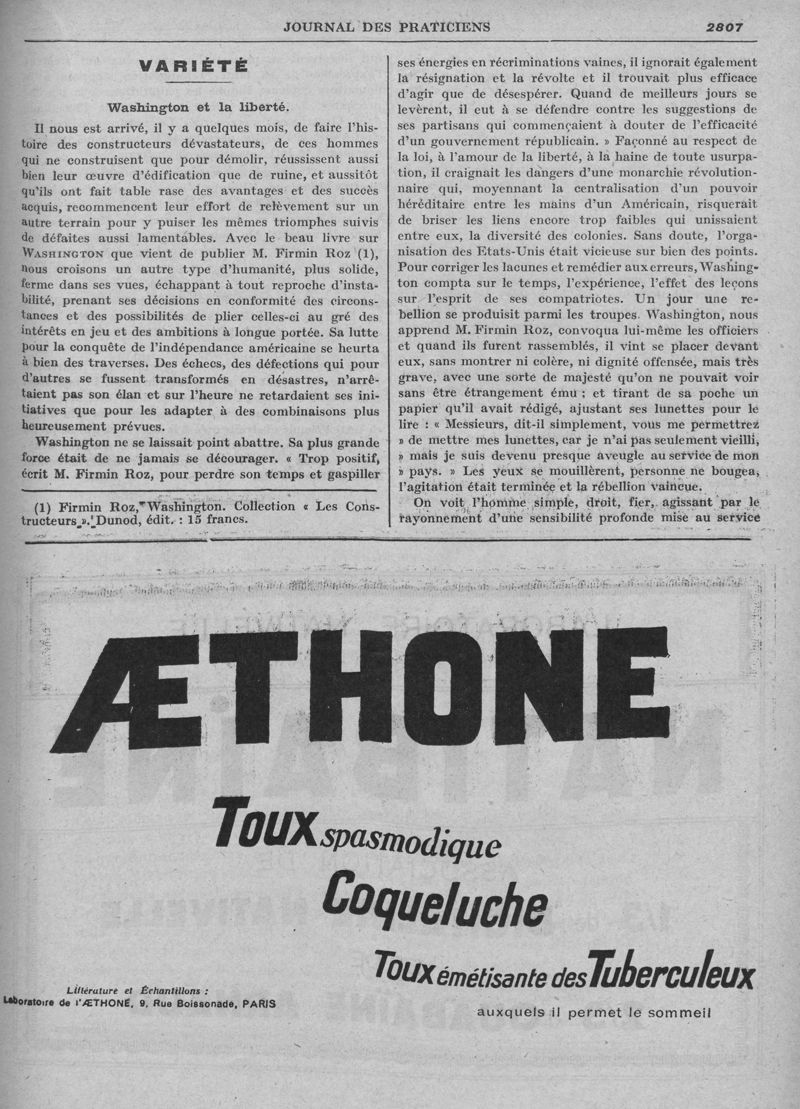 JOURNAL DES PRATICIENS
2807
VARIÉTÉ
Washington et la liberté.
Il nous est arrivé, il y a quelques mois, de faire l'his-
toire des constructeurs dévastateurs, de ces hommes
qui ne construisent que pour démolir, réussissent aussi
bien leur œuvre d'édification que de ruine, et aussitôt
qu'ils ont fait table rase des avantages et des succès
acquis, recommencent leur effort de relèvement sur un
autre terrain pour y puiser les mêmes triomphes suivis
de défaites aussi lamentables. Avec le beau livre sur
WASHINGTON que vient de publier M. Firmin Roz (1),
nous croisons un autre type d'humanité, plus solide,
ferme dans ses vues, échappant à tout reproche d'insta-
bilité, prenant ses décisions en conformité des circons-
tances et des possibilités de plier celles-ci au gré des
intérêts en jeu et des ambitions à longue portée. Sa lutte
pour la conquête de l'indépendance américaine se heurta
à bien des traverses. Des échecs, des défections qui pour
d'autres se fussent transformés en désastres, n'arrê-
taient pas son élan et sur l'heure ne retardaient ses ini-
tiatives que pour les adapter à des combinaisons plus
heureusement prévues.
Washington ne se laissait point abattre. Sa plus grande
force était de ne jamais se décourager. « Trop positif,
écrit M. Firmin Roz, pour perdre son temps et gaspiller
(1) Firmin Roz, Washington. Collection « Les Cons-
tructeurs ». Dunod, édit. : 15 francs.
ses énergies en récriminations vaines, il ignorait également
la résignation et la révolte et il trouvait plus efficace
d'agir que de désespérer. Quand de meilleurs jours se
levèrent, il eut à se défendre contre les suggestions de
ses partisans qui commençaient à douter de l'efficacité
d'un gouvernement républicain. » Façonné au respect de
la loi, à l'amour de la liberté, à la haine de toute usurpa-
tion, il craignait les dangers d'une monarchie révolution-
naire qui, moyennant la centralisation d'un pouvoir
héréditaire entre les mains d'un Américain, risquerait
de briser les liens encore trop faibles qui unissaient
entre eux, la diversité des colonies. Sans doute, l'orga-
nisation des Etats-Unis était vicieuse sur bien des points.
Pour corriger les lacunes et remédier aux erreurs, Washing-
ton compta sur le temps, l'expérience, l'effet des leçons
sur l'esprit de ses compatriotes. Un jour une re-
bellion se produisit parmi les troupes. Washington, nous
apprend M. Firmin Roz, convoqua lui-même les officiers
et quand ils furent rassemblés, il vint se placer devant
eux, sans montrer ni colère, ni dignité offensée, mais très
grave, avec une sorte de majesté qu'on ne pouvait voir
sans être étrangement ému ; et tirant de sa poche un
papier qu'il avait rédigé, ajustant ses lunettes pour le
lire : « Messieurs, dit-il simplement, vous me permettrez
» de mettre mes lunettes, car je n'ai pas seulement vieilli,
» mais je suis devenu presque aveugle au service de mon
» pays. » Les yeux se mouillèrent, personne ne bougea,
l'agitation était terminée et la rébellion vaincue.
On voit l'homme simple, droit, fier, agissant par le
rayonnement d'une sensibilité profonde mise au service
ÆTHONE
Toux spasmodique
Coqueluche
Toux émétisante des Tuberculeux
auxquels il permet le sommeil
Littérature et Échantillons :
Laboratoire de l'ÆTHONÉ, 9, Rue Boissonade, PARIS